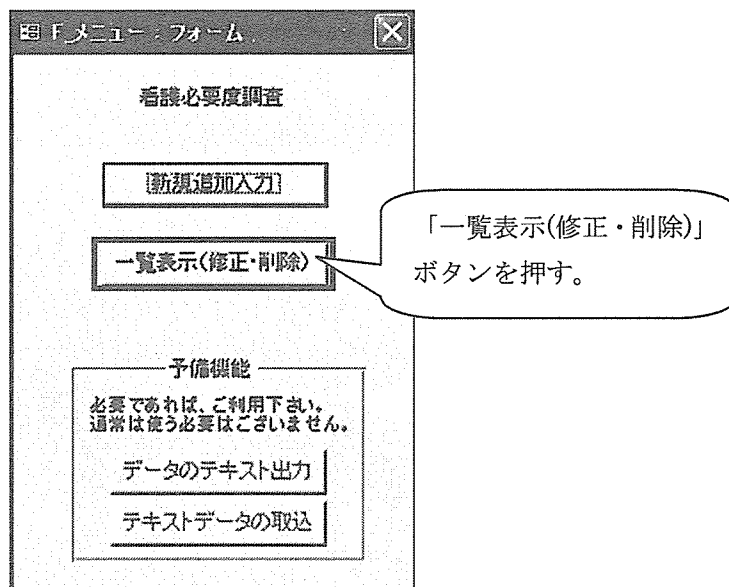 F_メニュー : フォーム
看護必要度調査
新規追加入力
一覧表示(修正・削除)
「一覧表示(修正・削除)」
ボタンを押す。
予備機能
必要であれば、ご利用下さい。
通常は使う必要はございません。
データのテキスト出力
テキストデータの取込